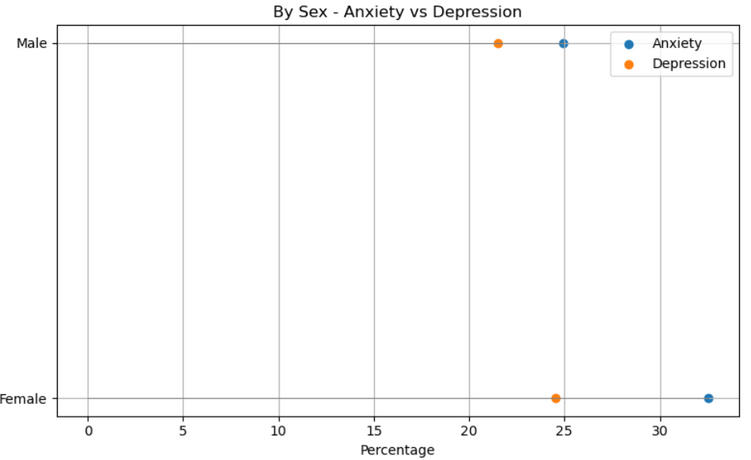 By Sex - Anxiety vs Depression
Male
Anxiety
Depression
Female
0 5 10 15 20 25 30
Percentage